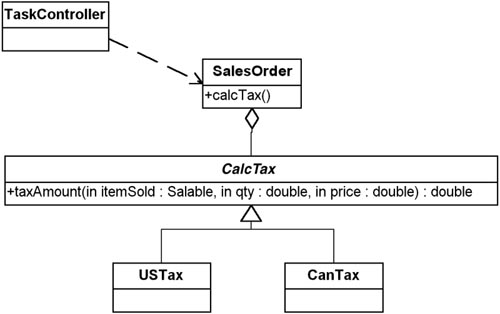 TaskController
SalesOrder
+calcTax()
CalcTax
+taxAmount(in itemSold : Salable, in qty : double, in price : double) : double
USTax
CanTax